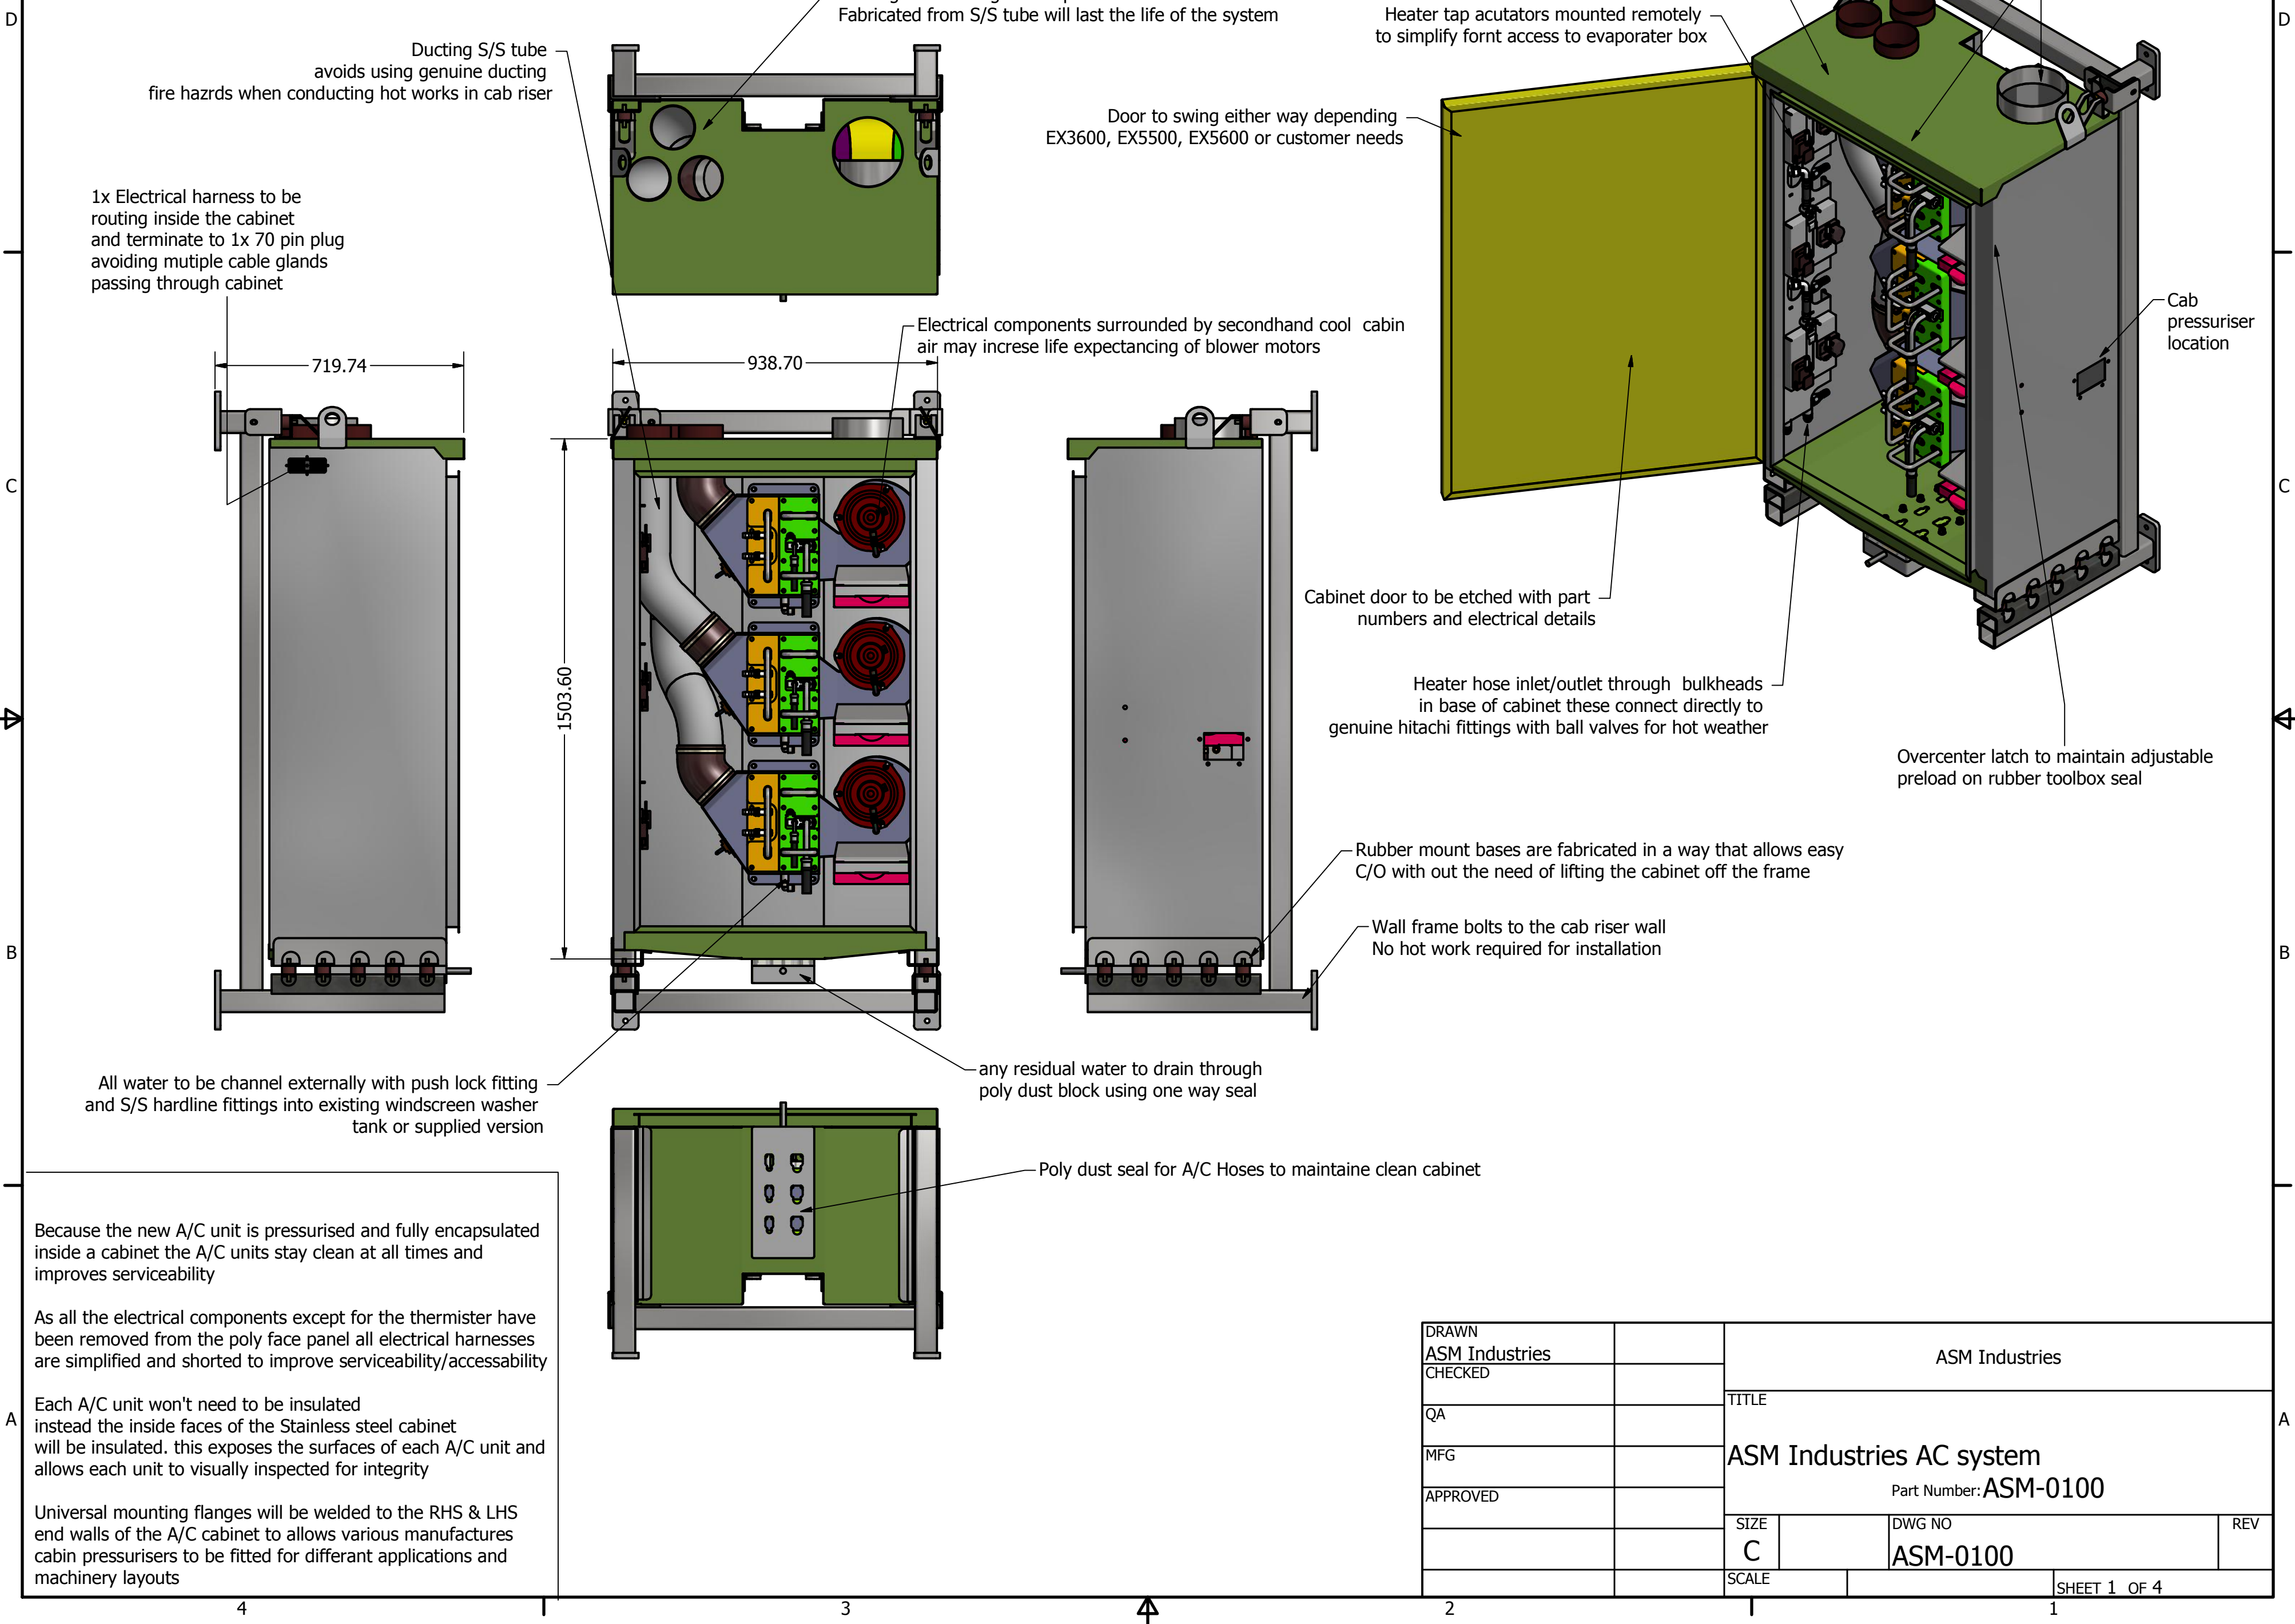 D
D
Fabricated from S/S tube will last the life of the system
Heater tap acutators mounted remotely
to simplify fornt access to evaporater box
Ducting S/S tube
avoids using genuine ducting
fire hazrds when conducting hot works in cab riser
Door to swing either way depending
EX3600, EX5500, EX5600 or customer needs
1x Electrical harness to be
routing inside the cabinet
and terminate to 1x 70 pin plug
avoiding mutiple cable glands
passing through cabinet
Cab
pressuriser
location
Electrical components surrounded by secondhand cool cabin
air may increse life expectancing of blower motors
719.74
938.70
C
C
1503.60
Cabinet door to be etched with part
numbers and electrical details
Heater hose inlet/outlet through bulkheads
in base of cabinet these connect directly to
genuine hitachi fittings with ball valves for hot weather
Overcenter latch to maintain adjustable
preload on rubber toolbox seal
Rubber mount bases are fabricated in a way that allows easy
C/O with out the need of lifting the cabinet off the frame
Wall frame bolts to the cab riser wall
No hot work required for installation
B
B
any residual water to drain through
poly dust block using one way seal
All water to be channel externally with push lock fitting
and S/S hardline fittings into existing windscreen washer
tank or supplied version
Poly dust seal for A/C Hoses to maintaine clean cabinet
Because the new A/C unit is pressurised and fully encapsulated
inside a cabinet the A/C units stay clean at all times and
improves serviceability
As all the electrical components except for the thermister have
been removed from the poly face panel all electrical harnesses
are simplified and shorted to improve serviceability/accessability
Each A/C unit won't need to be insulated
instead the inside faces of the Stainless steel cabinet
will be insulated. this exposes the surfaces of each A/C unit and
allows each unit to visually inspected for integrity
Universal mounting flanges will be welded to the RHS & LHS
end walls of the A/C cabinet to allows various manufactures
cabin pressurisers to be fitted for differant applications and
machinery layouts
A
A
DRAWN
ASM Industries
CHECKED
QA
MFG
APPROVED
ASM Industries
TITLE
ASM Industries AC system
Part Number: ASM-0100
SIZE
C
DWG NO
ASM-0100
REV
SCALE
SHEET 1 OF 4
4
3
2
1